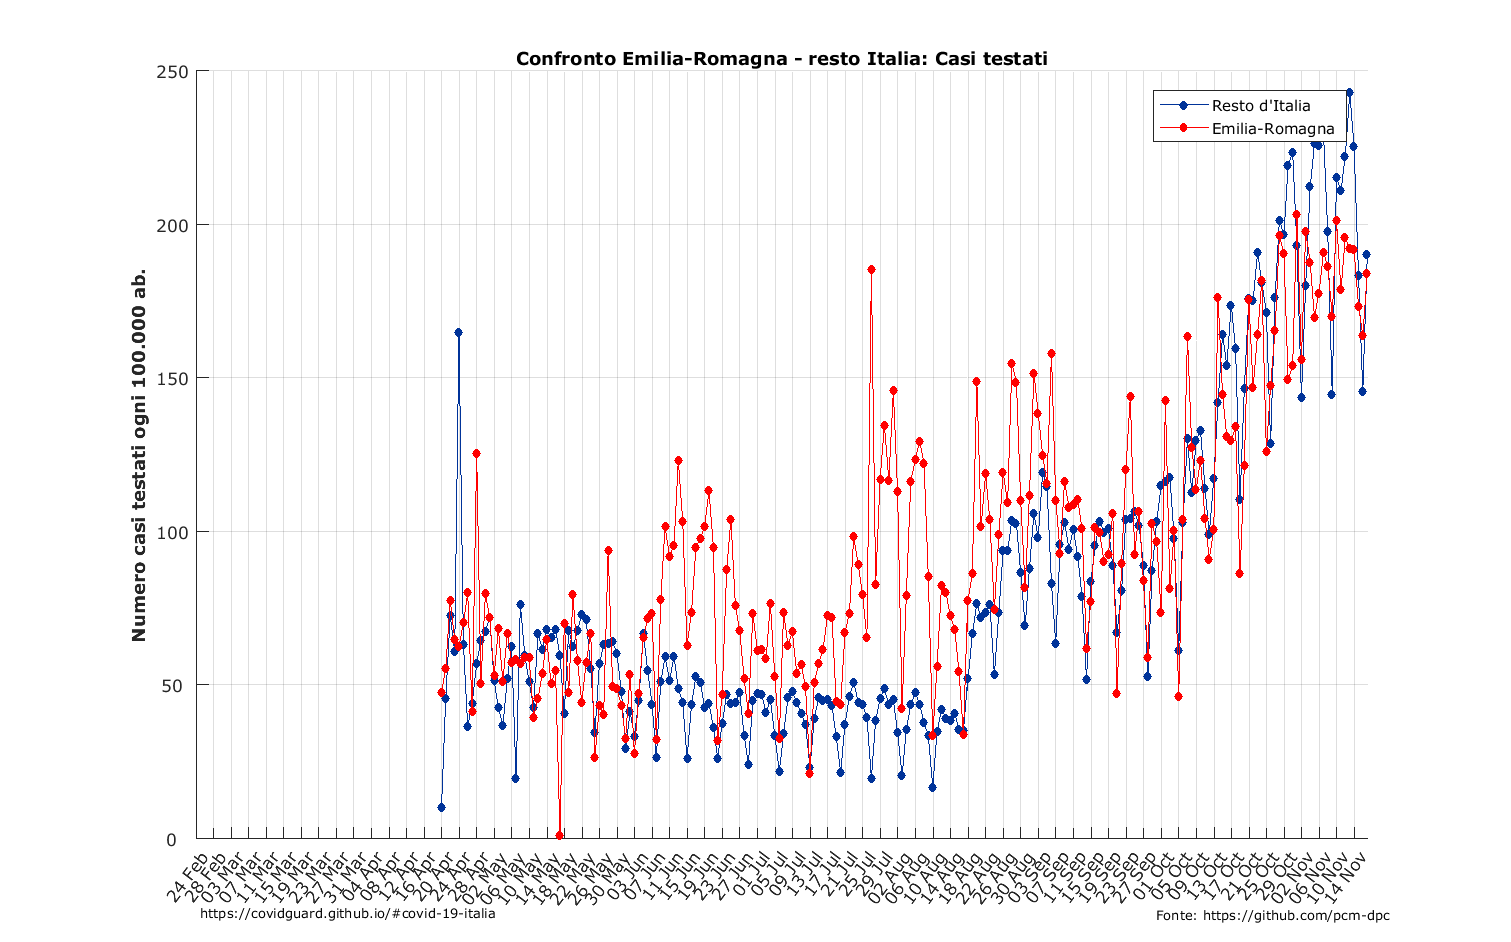 Confronto Emilia-Romagna - resto Italia: Casi testati
Resto d'Italia
Emilia-Romagna
Numero casi testati ogni 100.000 ab.
250
200
150
100
50
0
24 Feb
28 Feb
03 Mar
07 Mar
11 Mar
15 Mar
19 Mar
23 Mar
27 Mar
31 Mar
04 Apr
08 Apr
12 Apr
16 Apr
20 Apr
24 Apr
28 Apr
02 May
06 May
10 May
14 May
18 May
22 May
26 May
30 May
03 Jun
07 Jun
11 Jun
15 Jun
19 Jun
23 Jun
27 Jun
01 Jul
05 Jul
09 Jul
13 Jul
17 Jul
21 Jul
25 Jul
29 Jul
02 Aug
06 Aug
10 Aug
14 Aug
18 Aug
22 Aug
26 Aug
30 Aug
03 Sep
07 Sep
11 Sep
15 Sep
19 Sep
23 Sep
27 Sep
01 Oct
05 Oct
09 Oct
13 Oct
17 Oct
21 Oct
25 Oct
29 Oct
02 Nov
06 Nov
10 Nov
14 Nov
https://covidguard.github.io/#covid-19-italia
Fonte: https://github.com/pcm-dpc